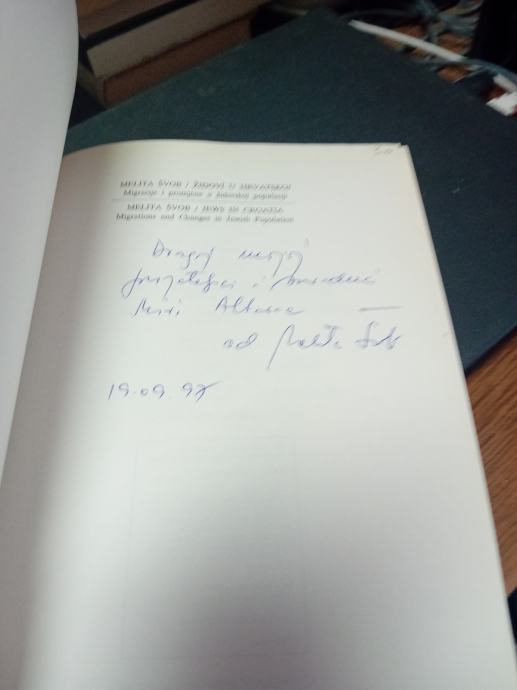 MELITA ŠVOB / ŽIDOVI U HRVATSKOJ
Migracije i promjene u židovskoj populaciji
MELITA ŠVOB / JEWS IN CROATIA
Migrations and Changes in Jewish Population
Dragoj mojoj
prijateljici i
Miri Altarac —
od Melite Švob
19.09.97